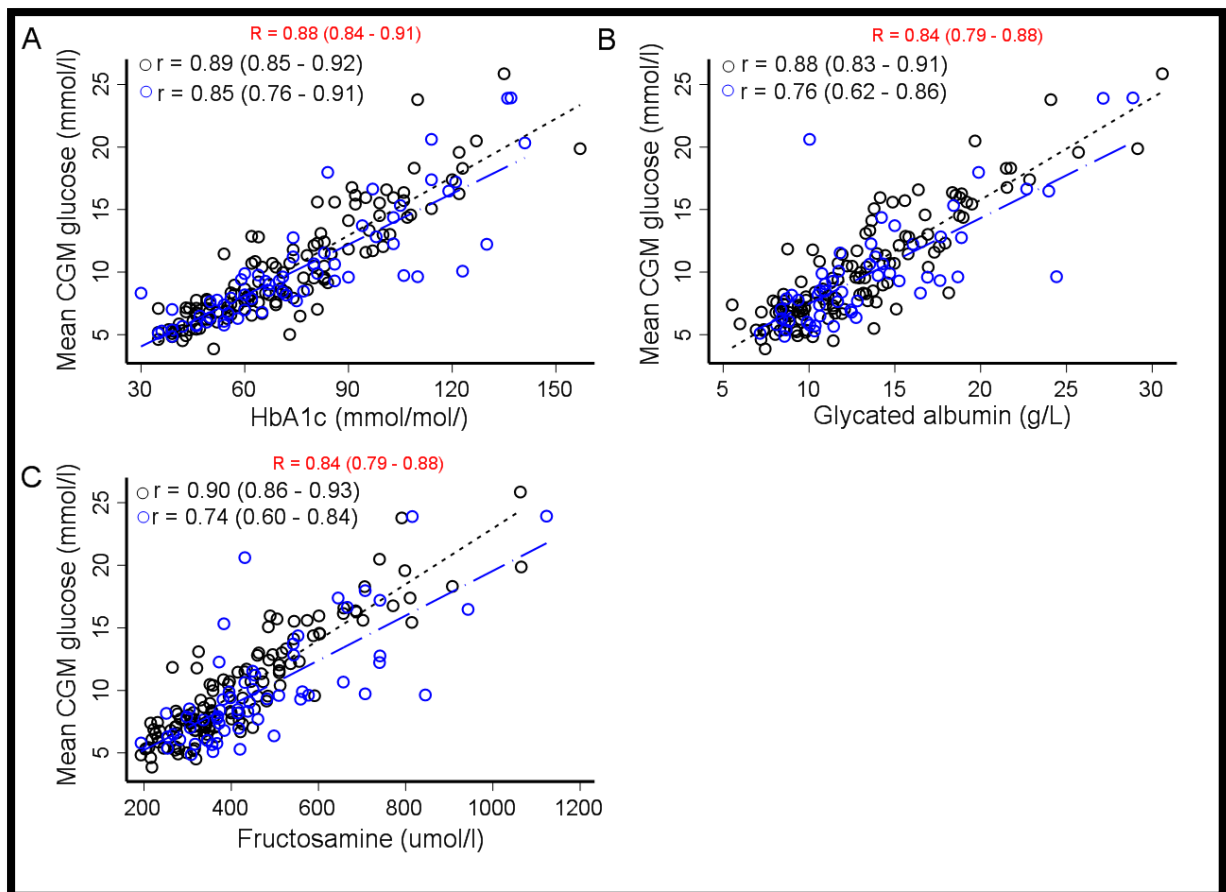 A
R = 0.88 (0.84 - 0.91)
r = 0.89 (0.85 - 0.92)
r = 0.85 (0.76 - 0.91)
Mean CGM glucose (mmol/l)
25
20
15
10
5
30 60 90 120 150
HbA1c (mmol/mol/)
B
R = 0.84 (0.79 - 0.88)
r = 0.88 (0.83 - 0.91)
r = 0.76 (0.62 - 0.86)
Mean CGM glucose (mmol/l)
25
20
15
10
5
5 10 15 20 25 30
Glycated albumin (g/L)
C
R = 0.84 (0.79 - 0.88)
r = 0.90 (0.86 - 0.93)
r = 0.74 (0.60 - 0.84)
Mean CGM glucose (mmol/l)
25
20
15
10
5
200 400 600 800 1000 1200
Fructosamine (umol/l)